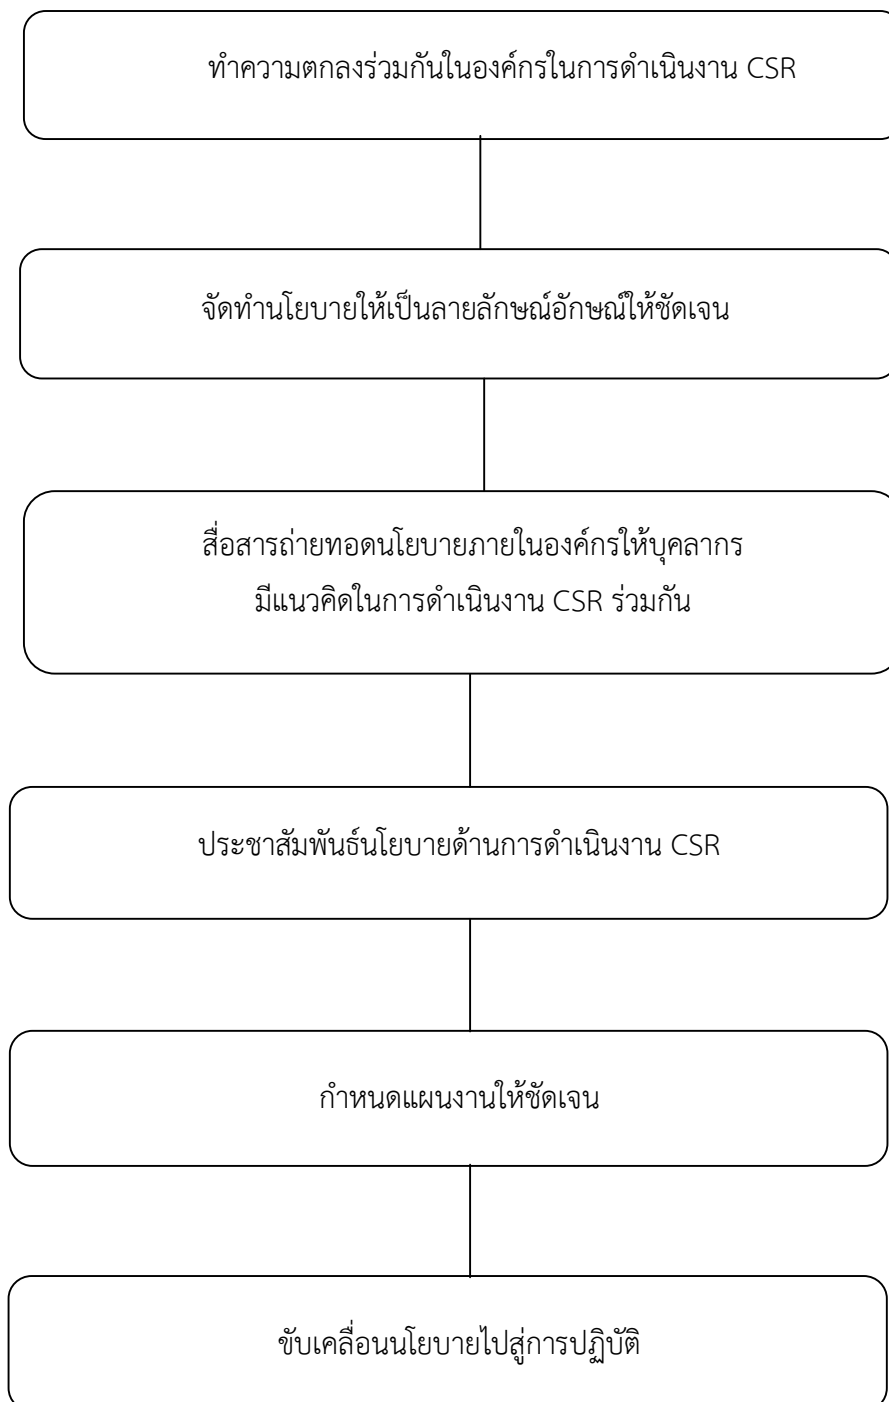 ทำความตกลงร่วมกันในองค์กรในการดำเนินงาน CSR
จัดทำนโยบายให้เป็นลายลักษณ์อักษณ์ให้ชัดเจน
สื่อสารถ่ายทอดนโยบายภายในองค์กรให้บุคลากร
มีแนวคิดในการดำเนินงาน CSR ร่วมกัน
ประชาสัมพันธ์นโยบายด้านการดำเนินงาน CSR
กำหนดแผนงานให้ชัดเจน
ขับเคลื่อนนโยบายไปสู่การปฏิบัติ